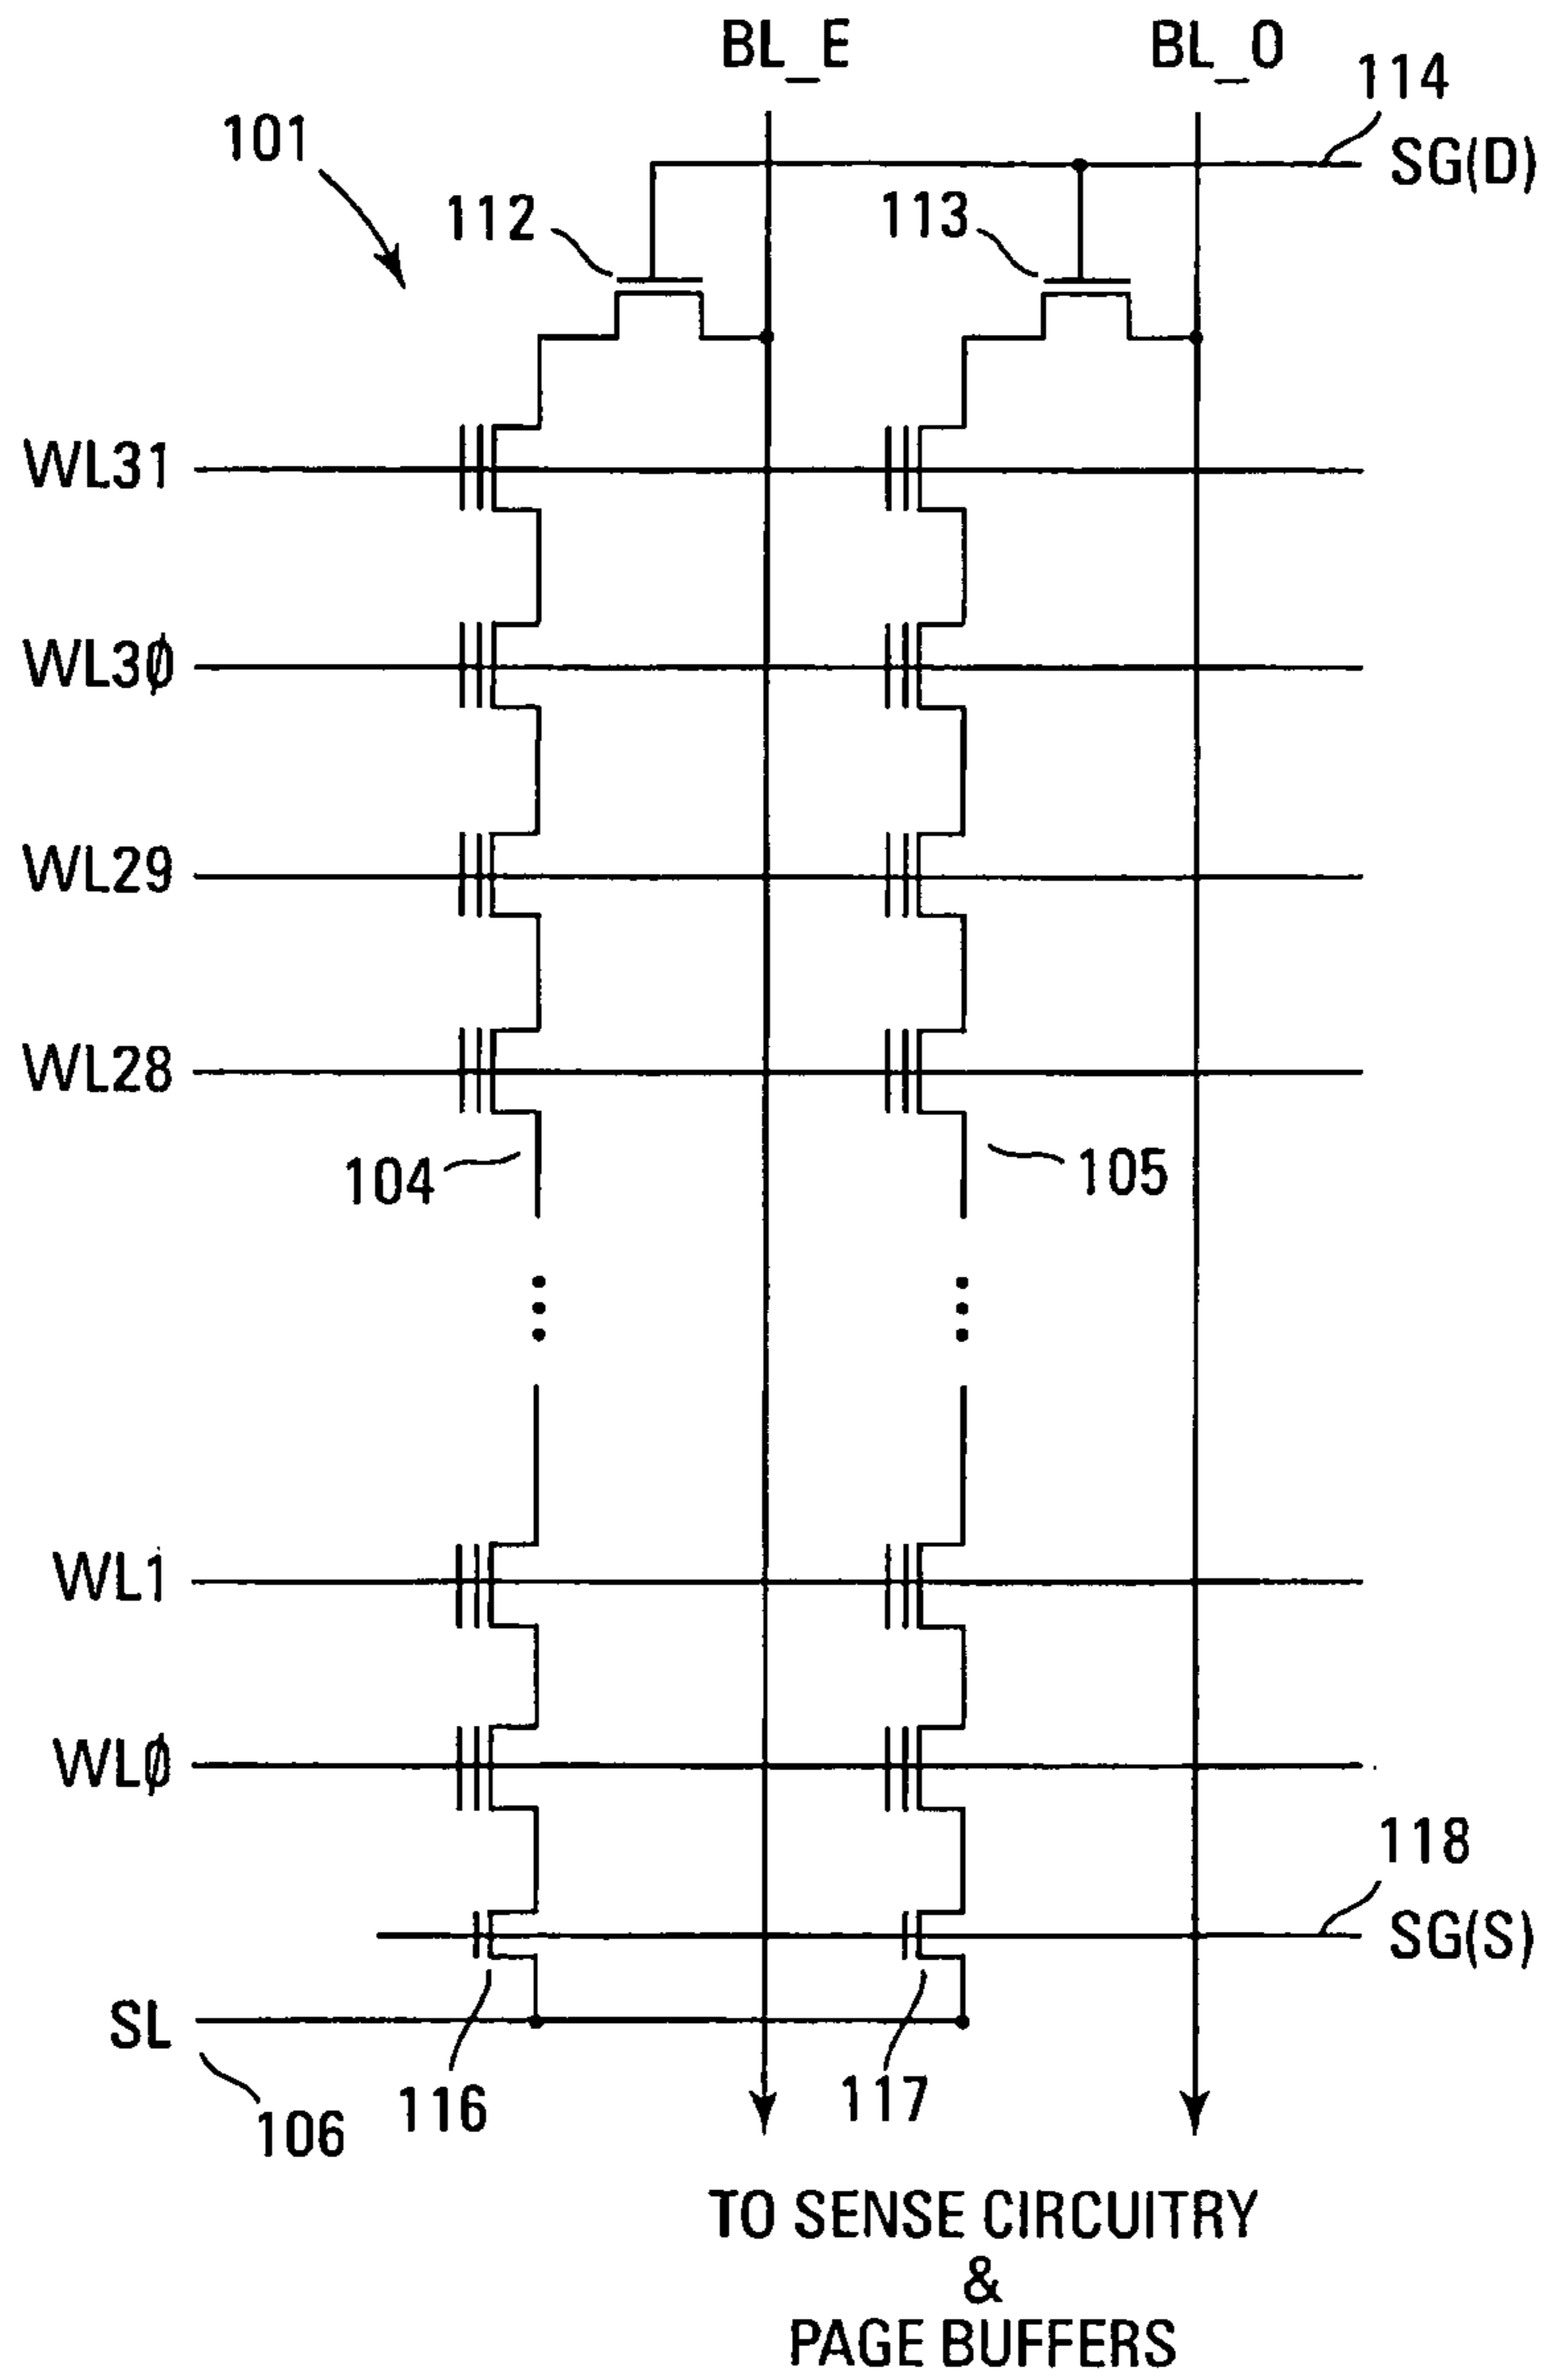 BL_E
BL_O
114
SG(D)
101
112
113
WL31
WL3Ø
WL29
WL28
104
105
WL1
WLØ
118
SG(S)
SL
106
116
117
TO SENSE CIRCUITRY
&
PAGE BUFFERS